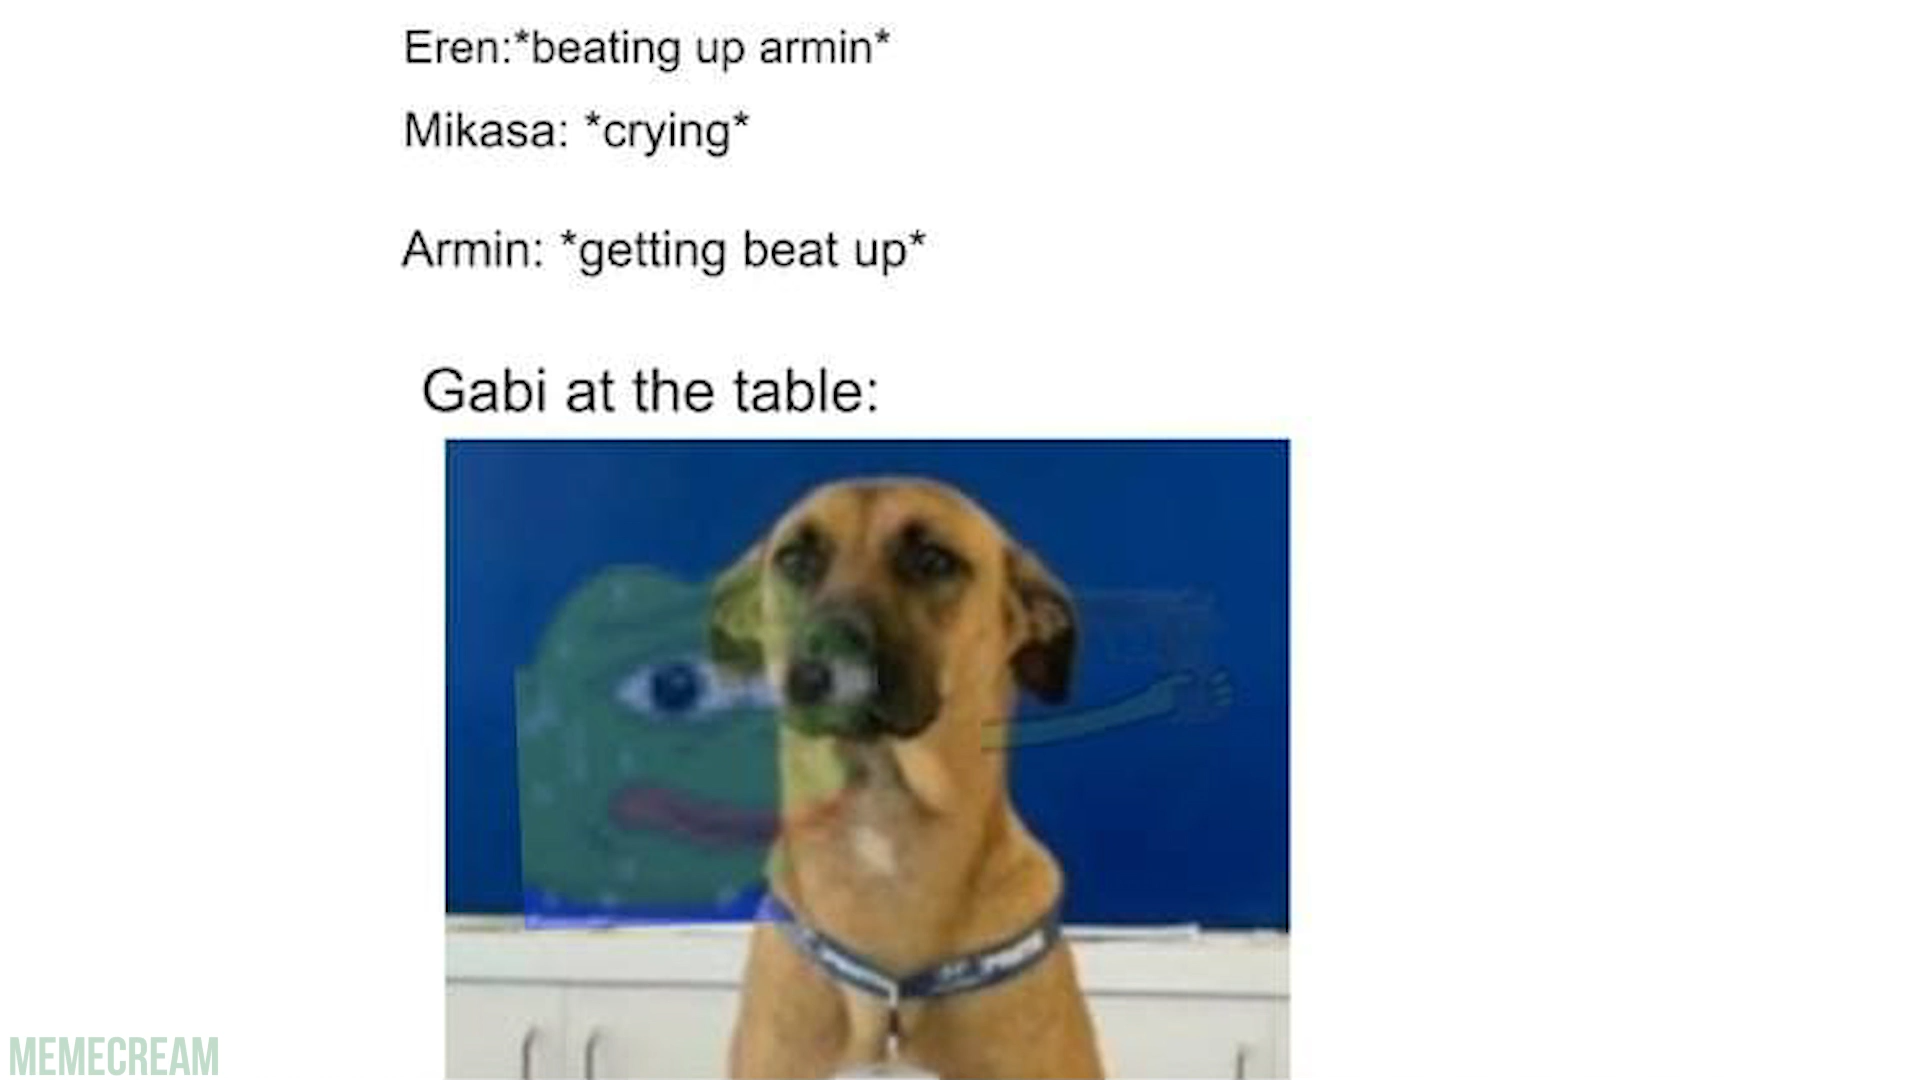 Eren:*beating up armin*
Mikasa: *crying*
Armin: *getting beat up*
Gabi at the table:
MEMECREAM